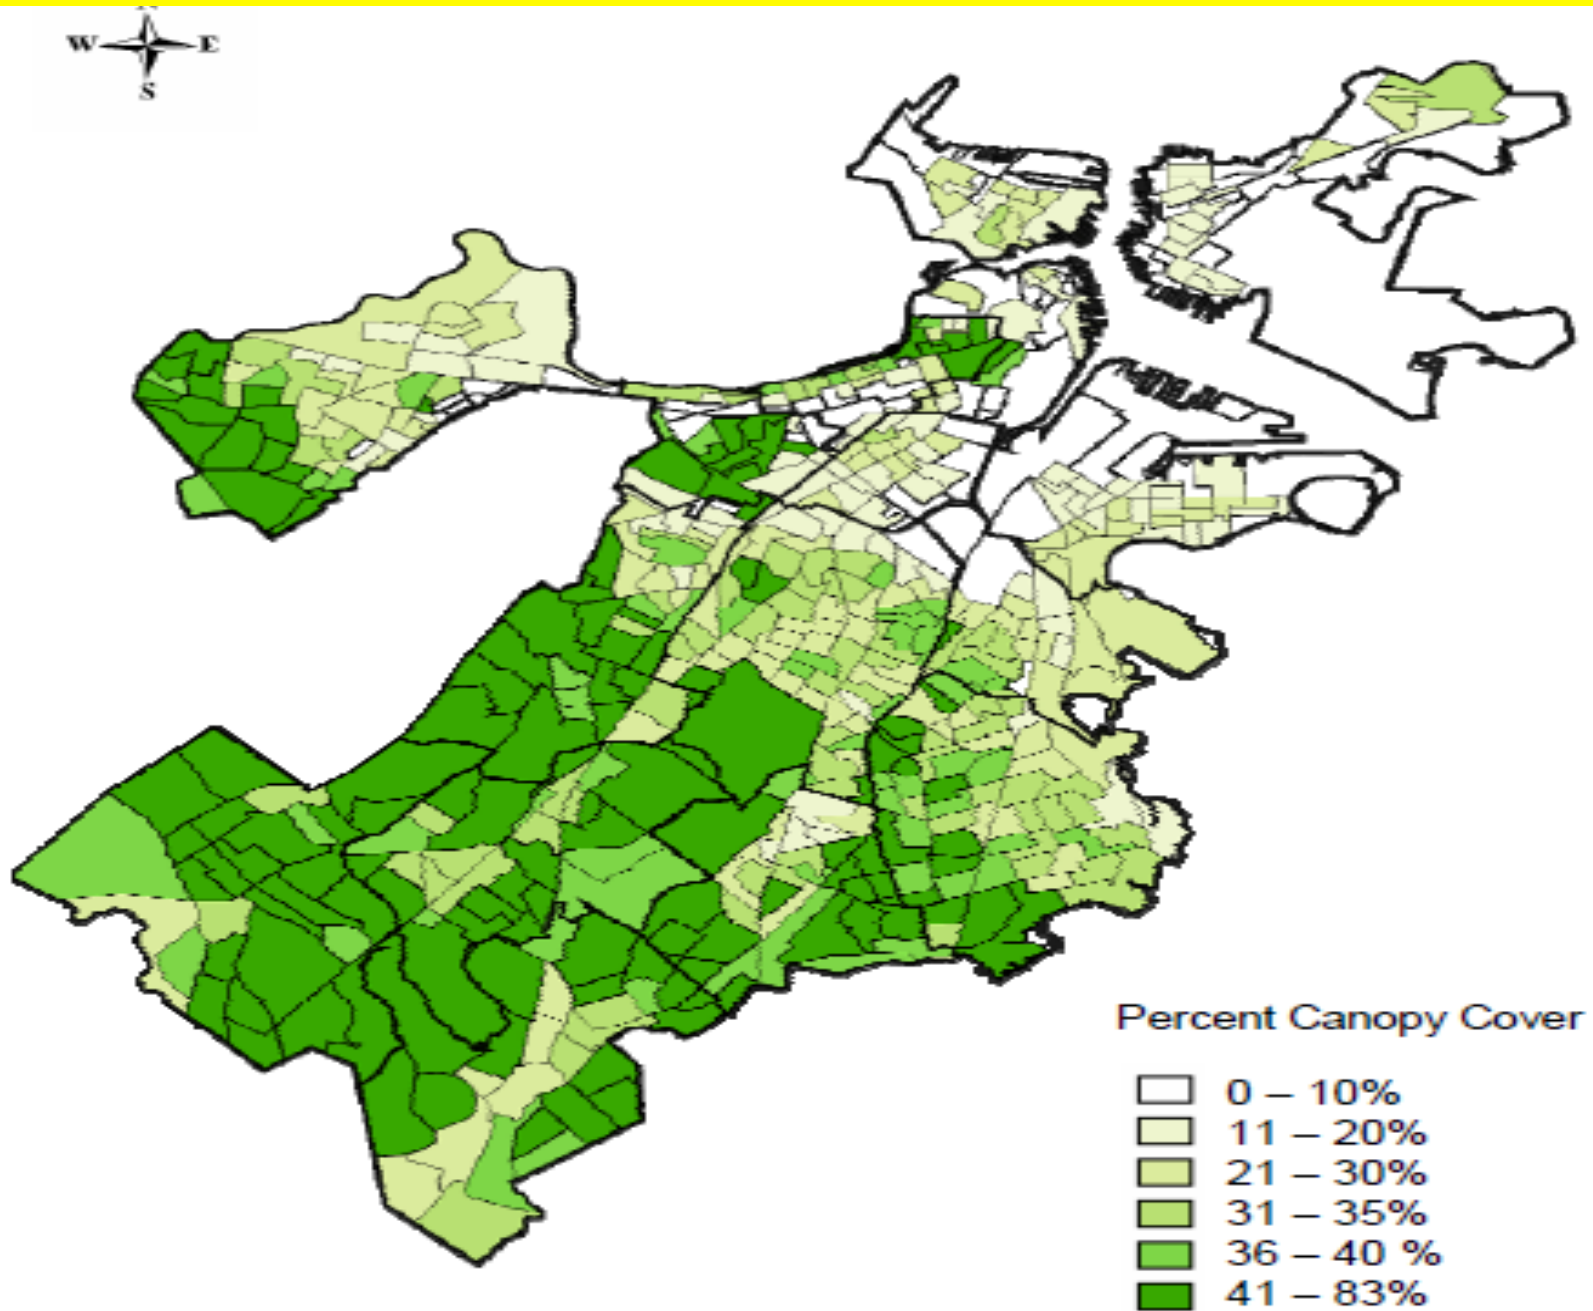 N
W E
S
Percent Canopy Cover
0 – 10%
11 – 20%
21 – 30%
31 – 35%
36 – 40 %
41 – 83%